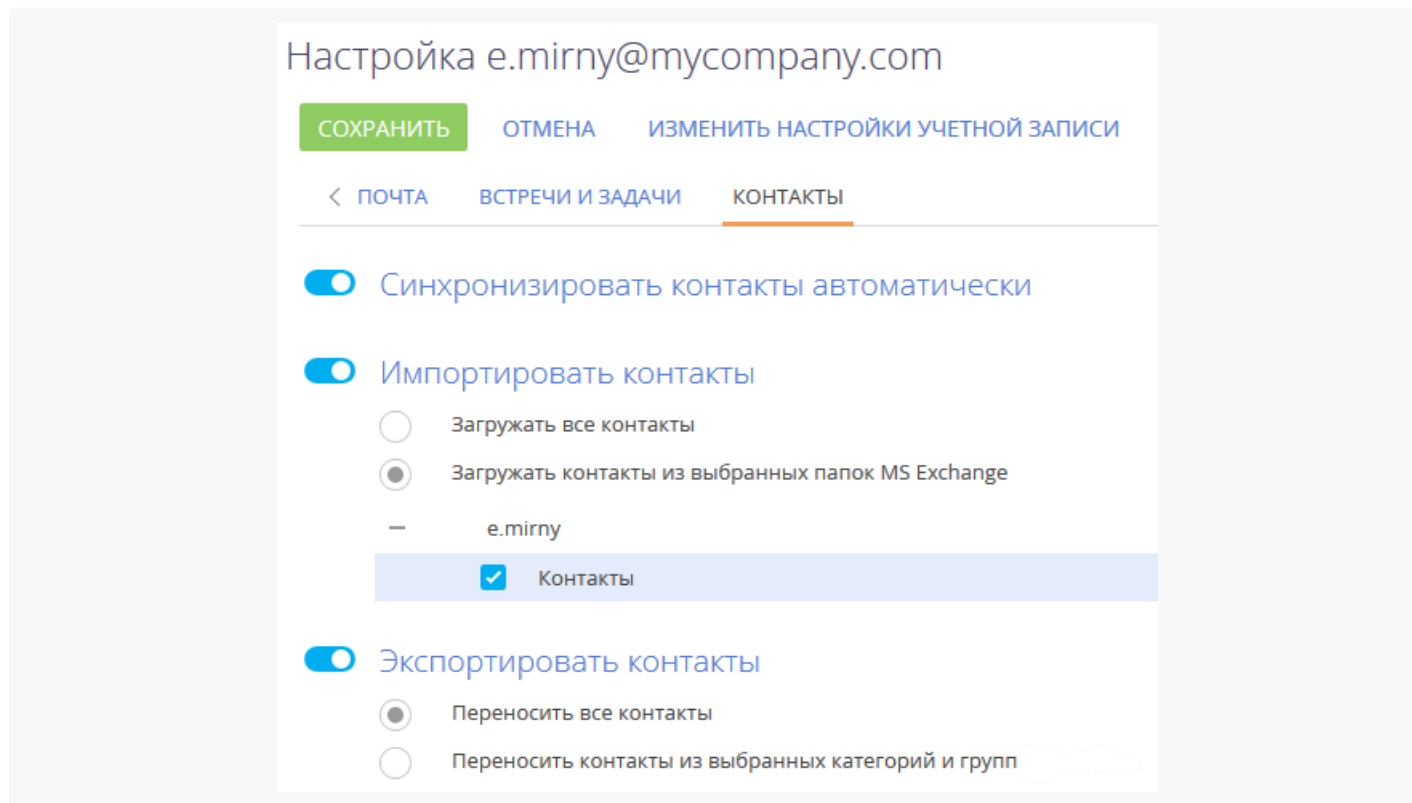 Настройка e.mirny@mycompany.com
СОХРАНИТЬ ОТМЕНА ИЗМЕНИТЬ НАСТРОЙКИ УЧЕТНОЙ ЗАПИСИ
< ПОЧТА ВСТРЕЧИ И ЗАДАЧИ КОНТАКТЫ
Синхронизировать контакты автоматически
Импортировать контакты
Загружать все контакты
Загружать контакты из выбранных папок MS Exchange
e.mirny
Контакты
Экспортировать контакты
Переносить все контакты
Переносить контакты из выбранных категорий и групп